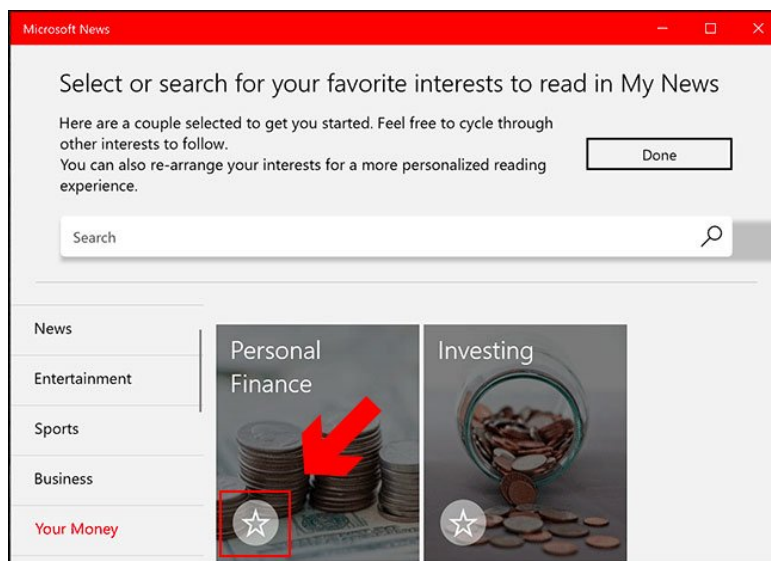 Microsoft News
Select or search for your favorite interests to read in My News
Here are a couple selected to get you started. Feel free to cycle through
other interests to follow.
You can also re-arrange your interests for a more personalized reading
experience.
Done
Search
News
Entertainment
Sports
Business
Your Money
Personal
Finance
Investing